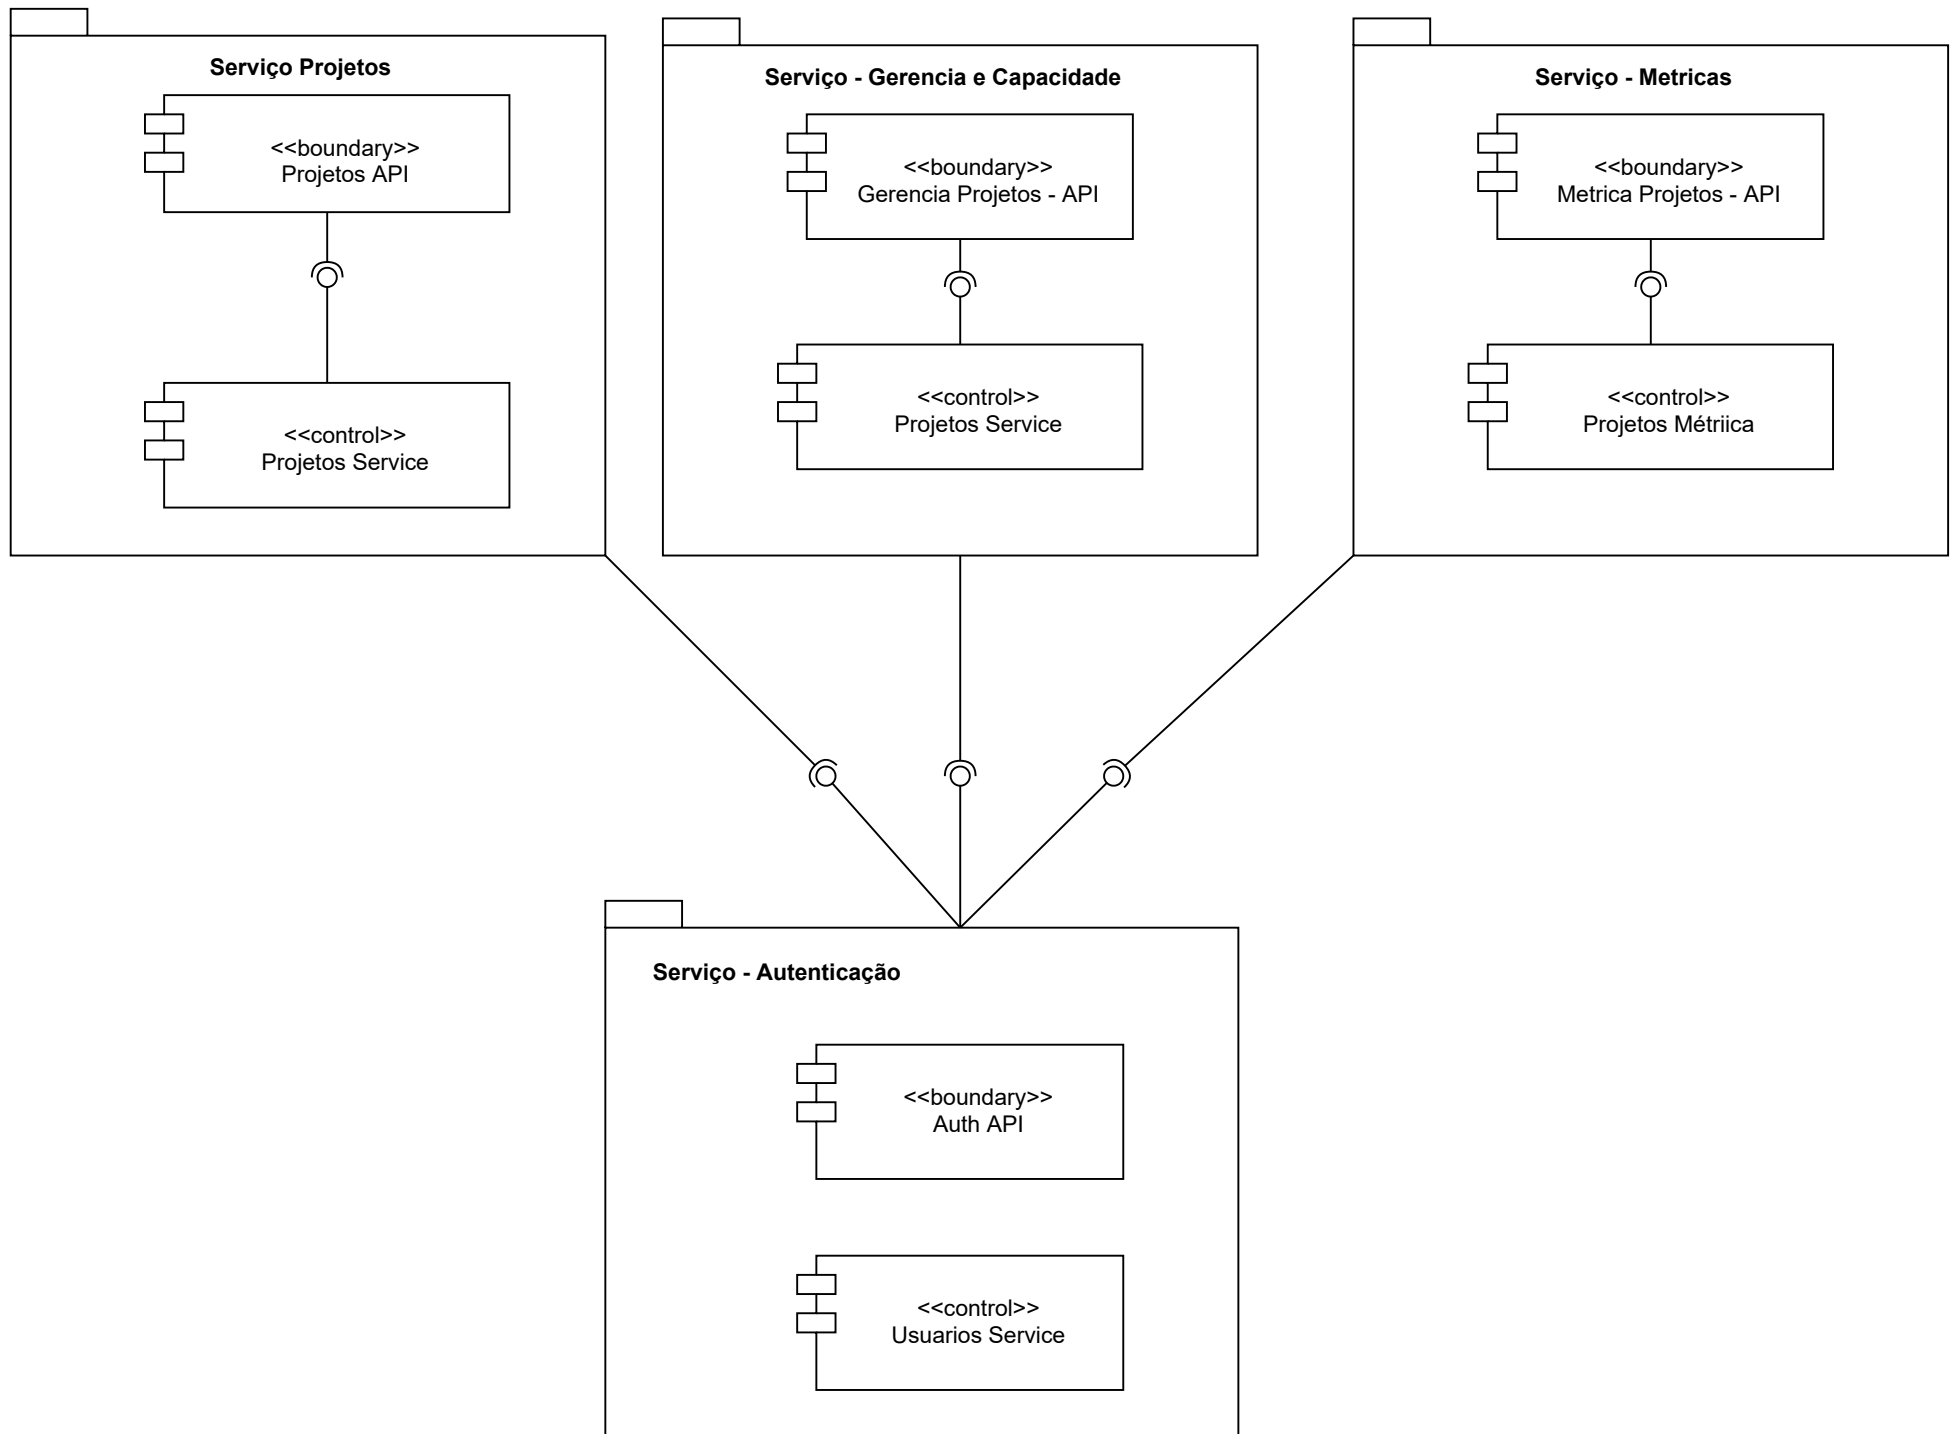 Serviço Projetos
<<boundary>>
Projetos API
<<control>>
Projetos Service
Serviço - Gerencia e Capacidade
<<boundary>>
Gerencia Projetos - API
<<control>>
Projetos Service
Serviço - Metricas
<<boundary>>
Metrica Projetos - API
<<control>>
Projetos Métriica
Serviço - Autenticação
<<boundary>>
Auth API
<<control>>
Usuarios Service